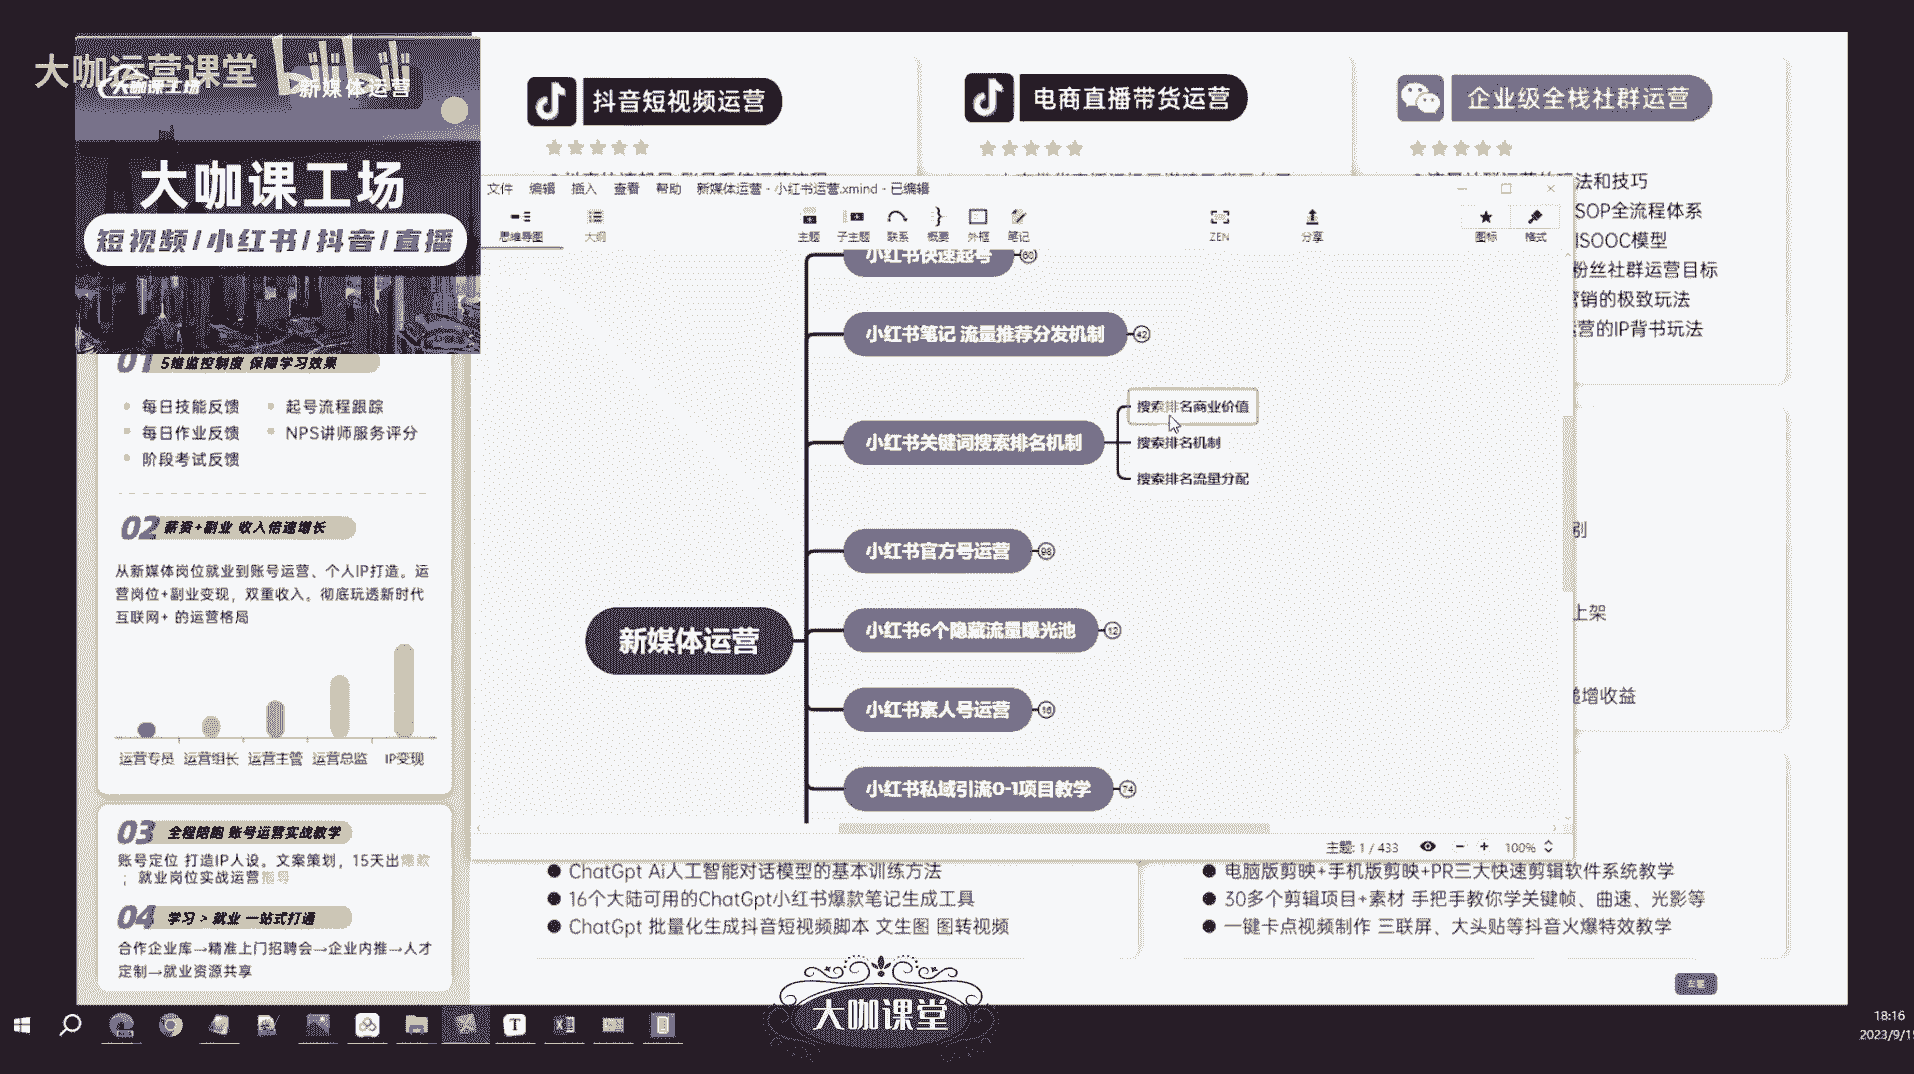 大咖运营课堂
大咖课工场
新媒体运营
大咖课工场
短视频/小红书/抖音/直播
抖音短视频运营
电商直播带货运营
企业级全栈社群运营
法和技巧
SOP全流程体系
ISOOC模型
粉丝社群运营目标
营销的极致玩法
运营的IP背书玩法
别
上架
递增收益
文件 编辑 插入 查看 帮助 新媒体运营 - 小红书运营.xmind - 已编辑
思维导图 大纲 主题 子主题 联系 概要 外框 笔记 ZEN 分享 图标 格式
小红书快速起号 60
小红书笔记 流量推荐分发机制 42
小红书关键词搜索排名机制
搜索排名商业价值
搜索排名机制
搜索排名流量分配
小红书官方号运营 98
小红书6个隐藏流量曝光池 12
新媒体运营
小红书素人号运营 16
小红书私域引流0-1项目教学 74
主题: 1 / 433 100%
01 5维监控制度 保障学习效果
每日技能反馈 起号流程跟踪
每日作业反馈 NPS讲师服务评分
阶段考试反馈
02 薪资+副业 收入倍速增长
从新媒体岗位就业到账号运营、个人IP打造。运
营岗位+副业变现，双重收入。彻底玩透新时代
互联网+ 的运营格局
运营专员 运营组长 运营主管 运营总监 IP变现
03 全程陪跑 账号运营实战教学
账号定位 打造IP人设。文案策划，15天出爆款
；就业岗位实战运营指导
04 学习 > 就业 一站式打通
合作企业库→精准上门招聘会→企业内推→人才
定制→就业资源共享
ChatGpt Ai人工智能对话模型的基本训练方法
16个大陆可用的ChatGpt小红书爆款笔记生成工具
ChatGpt 批量化生成抖音短视频脚本 文生图 图转视频
电脑版剪映+手机版剪映+PR三大快速剪辑软件系统教学
30多个剪辑项目+素材 手把手教你学关键帧、曲速、光影等
一键卡点视频制作 三联屏、大头贴等抖音火爆特效教学
大咖课堂
18:16
2023/9/1